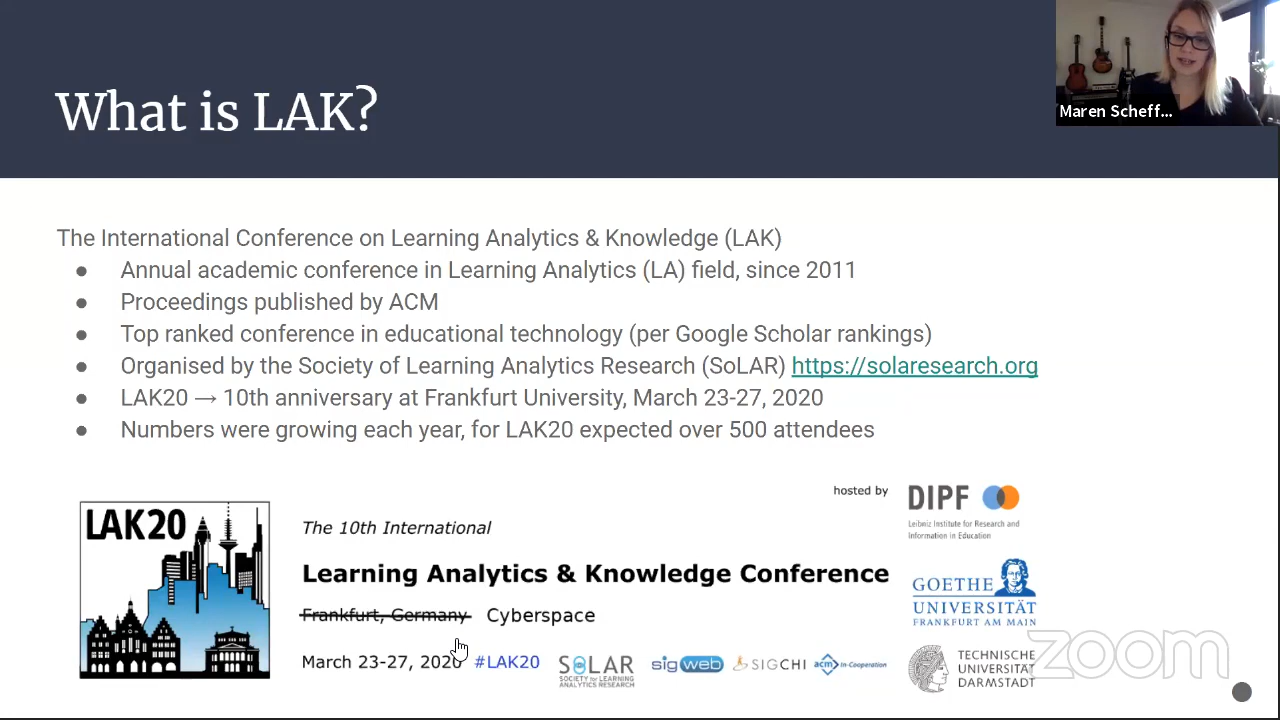 What is LAK?
Maren Scheff...
The International Conference on Learning Analytics & Knowledge (LAK)
● Annual academic conference in Learning Analytics (LA) field, since 2011
● Proceedings published by ACM
● Top ranked conference in educational technology (per Google Scholar rankings)
● Organised by the Society of Learning Analytics Research (SoLAR) https://solaresearch.org
● LAK20 → 10th anniversary at Frankfurt University, March 23-27, 2020
● Numbers were growing each year, for LAK20 expected over 500 attendees
LAK20
The 10th International
Learning Analytics & Knowledge Conference
Frankfurt, Germany Cyberspace
March 23-27, 2020 #LAK20
SOLAR
SOCIETY for LEARNING
ANALYTICS RESEARCH
sigweb
SIGCHI
acm In-Cooperation
hosted by
DIPF
Leibniz Institute for Research and
Information in Education
GOETHE
UNIVERSITÄT
FRANKFURT AM MAIN
TECHNISCHE
UNIVERSITÄT
DARMSTADT
zoom